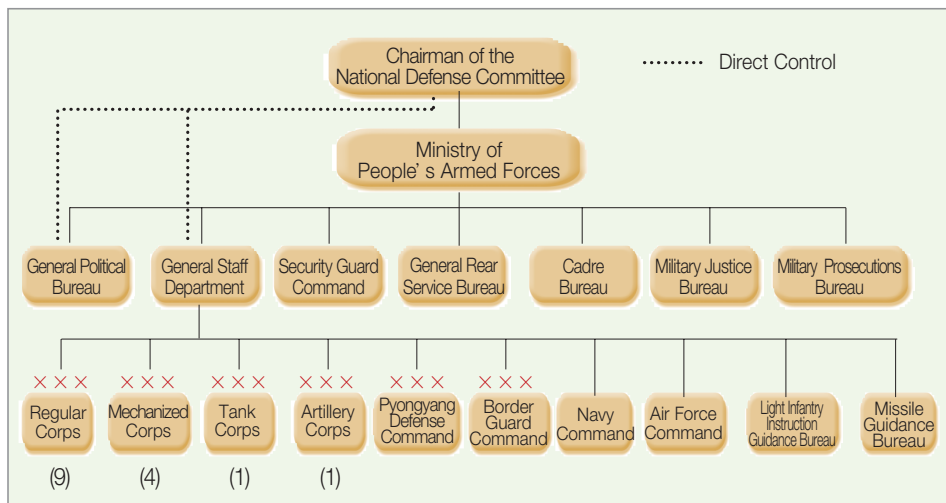 Chairman of the
National Defense Committee
Direct Control
Ministry of
People's Armed Forces
General Political
Bureau
General Staff
Department
Security Guard
Command
General Rear
Service Bureau
Cadre
Bureau
Military Justice
Bureau
Military Prosecutions
Bureau
× × ×
× × ×
× × ×
× × ×
× × ×
× × ×
Regular
Corps
Mechanized
Corps
Tank
Corps
Artillery
Corps
Pyongyang
Defense
Command
Border
Guard
Command
Navy
Command
Air Force
Command
Light Infantry
Instruction
Guidance Bureau
Missile
Guidance
Bureau
(9)
(4)
(1)
(1)